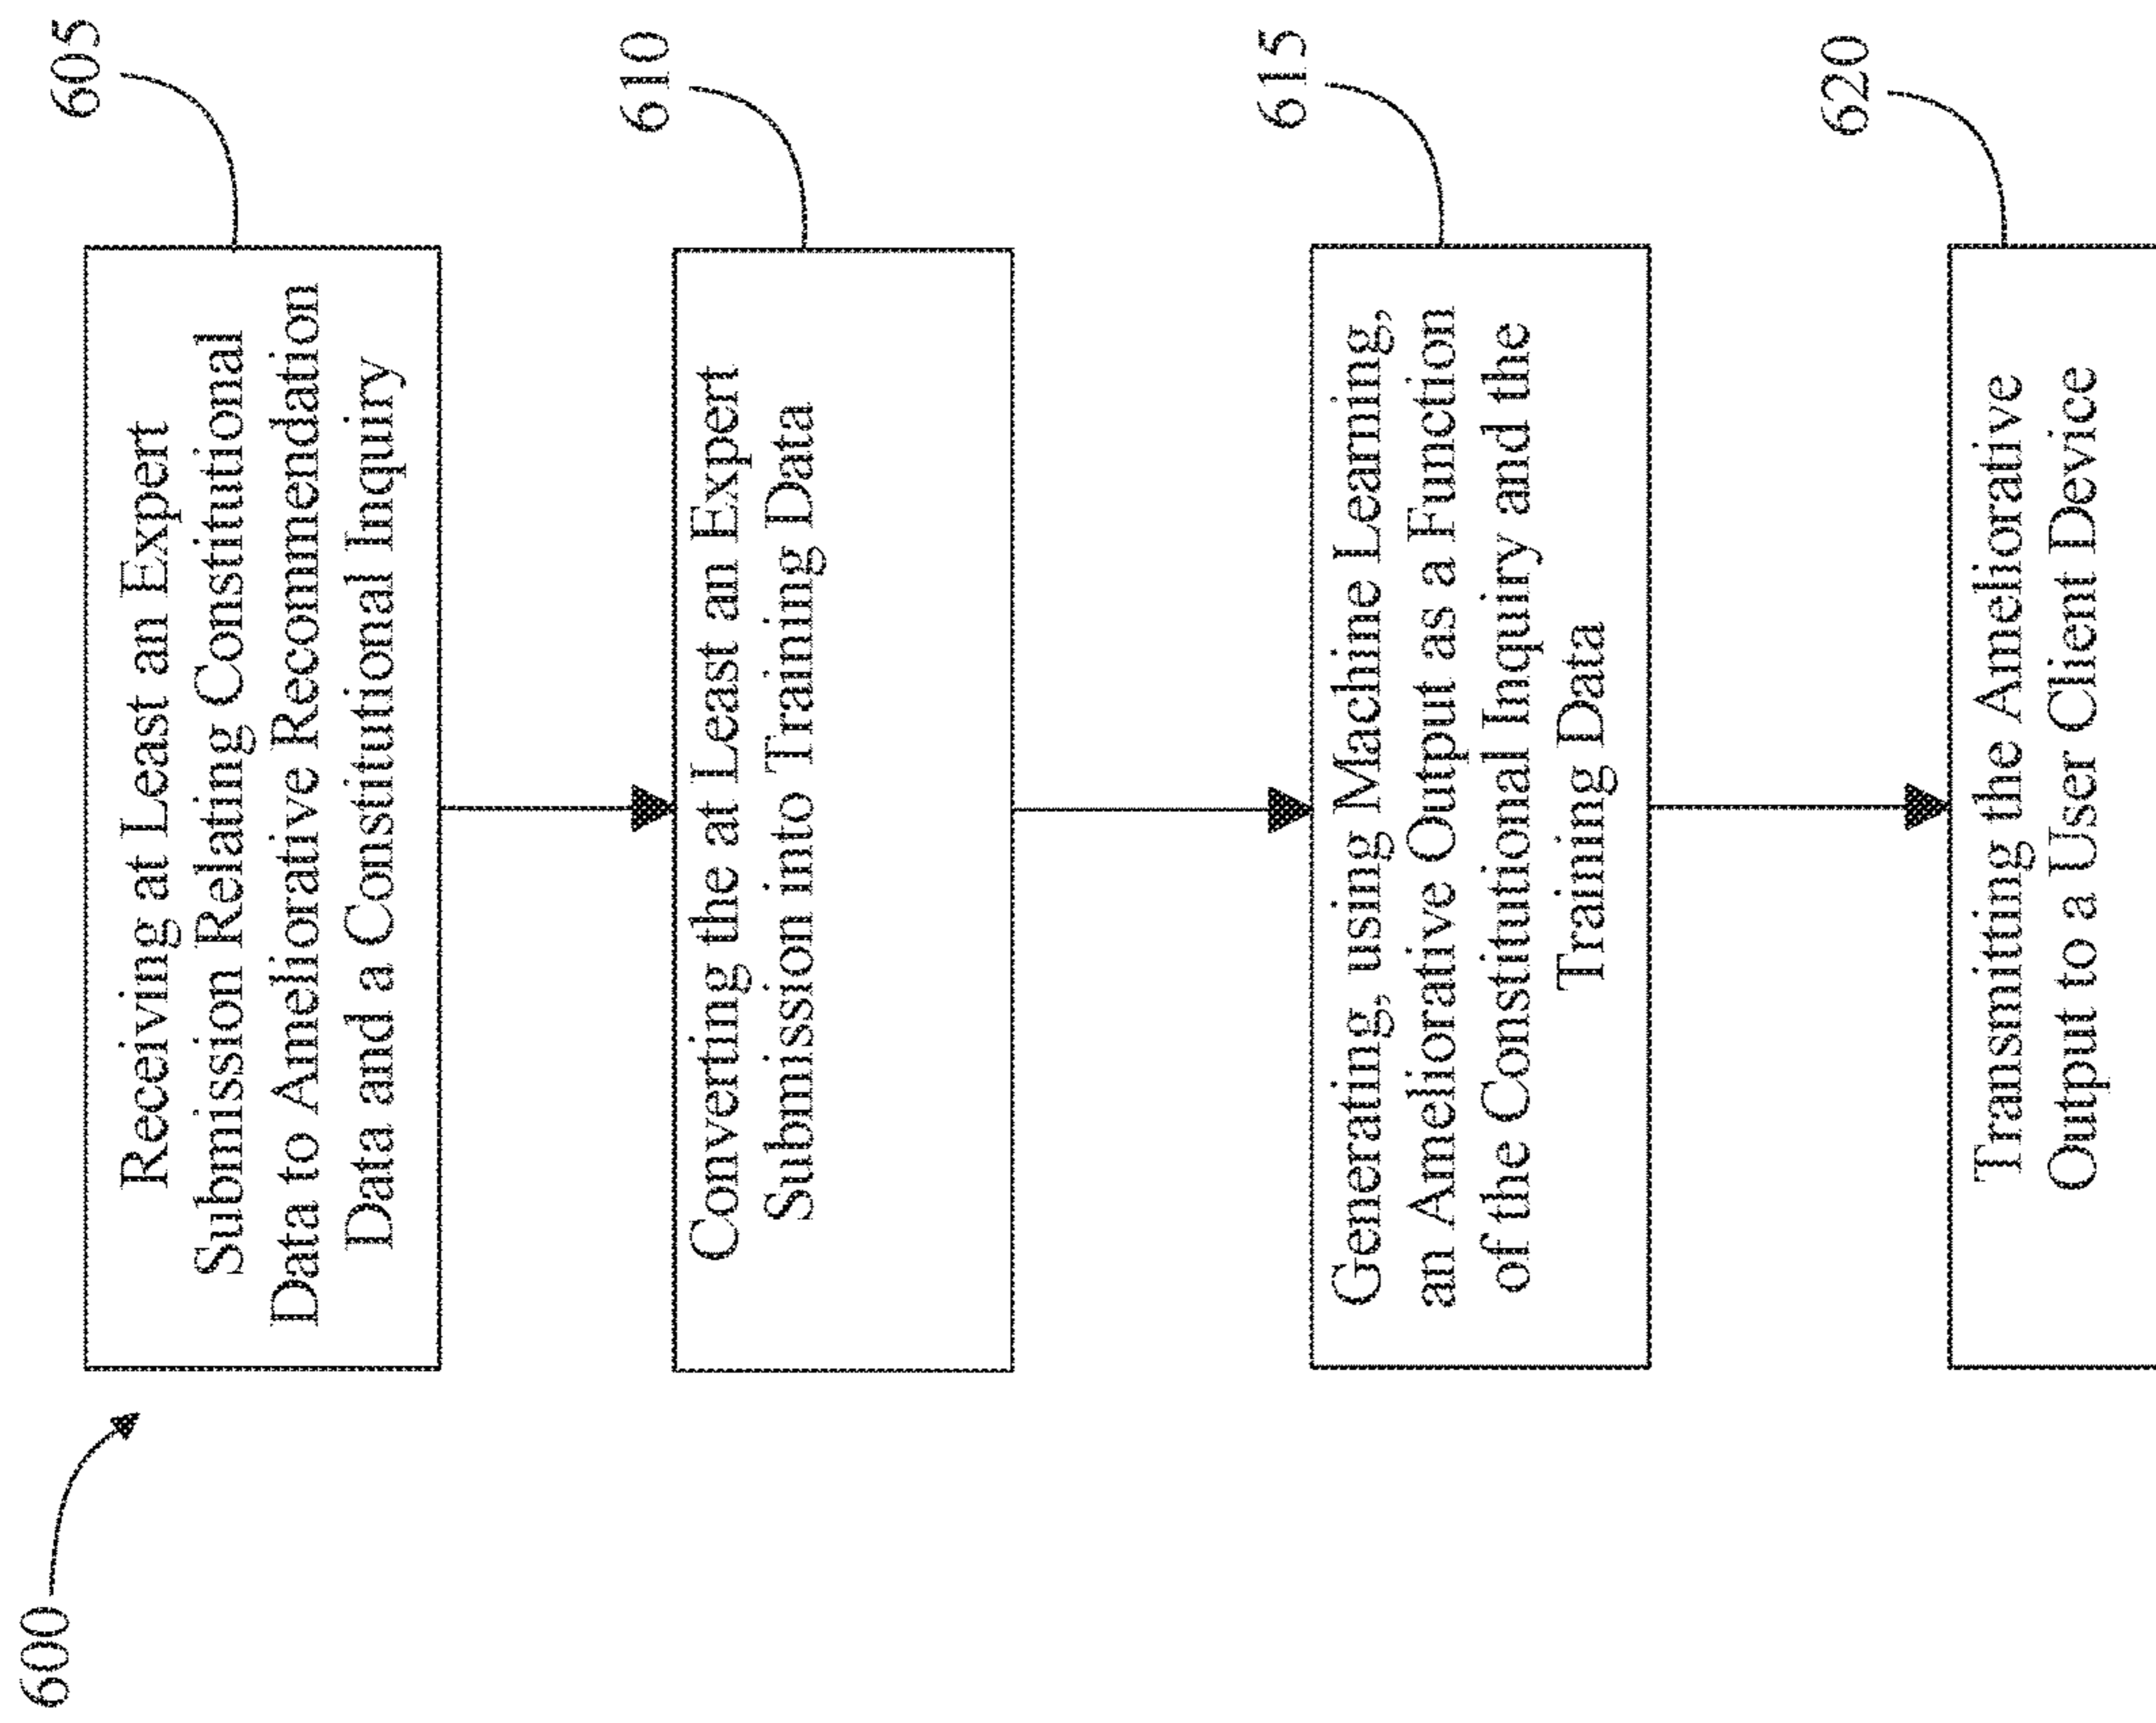 600
605
Receiving at Least an Expert
Submission Relating Constitutional
Data to Ameliorative Recommendation
Data and a Constitutional Inquiry
610
Converting the at Least an Expert
Submission into Training Data
615
Generating, using Machine Learning,
an Ameliorative Output as a Function
of the Constitutional Inquiry and the
Training Data
620
Transmitting the Ameliorative
Output to a User Client Device